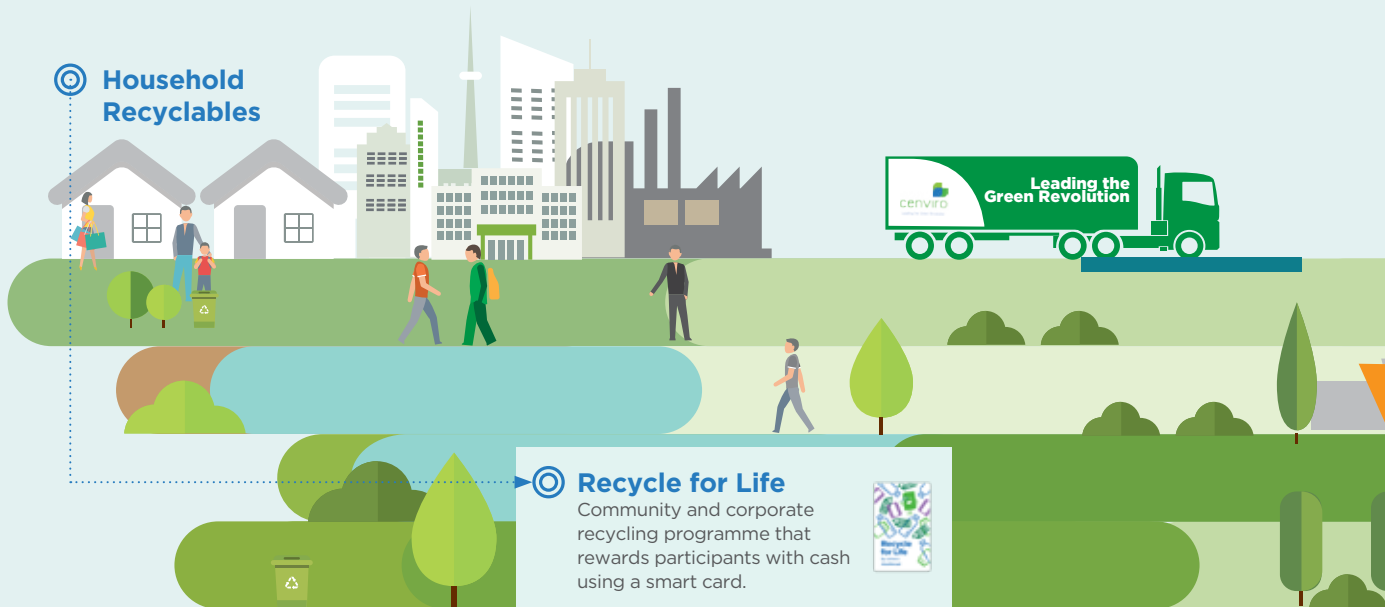 Household
Recyclables
cenviro
Leading the
Green Revolution
Recycle for Life
Community and corporate
recycling programme that
rewards participants with cash
using a smart card.
Recycle
for Life